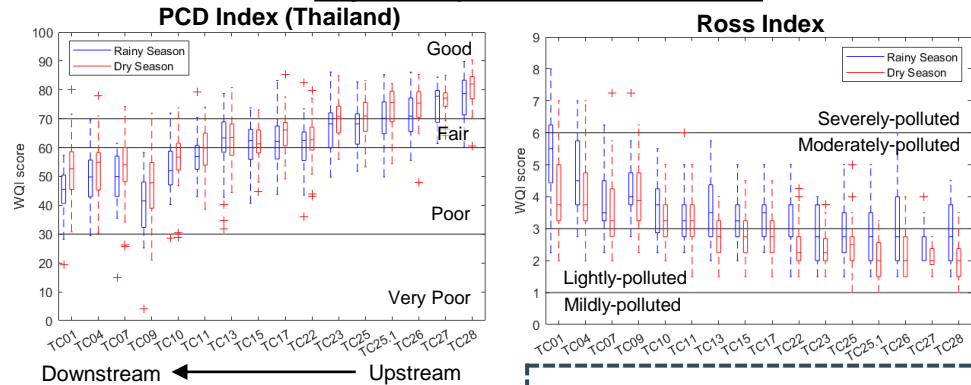 PCD Index (Thailand)
100
90
80
70
60
50
40
30
20
10
0
WQI score
Rainy Season
Dry Season
Good
Fair
Poor
Very Poor
TC01
TC04
TC07
TC09
TC10
TC11
TC13
TC15
TC17
TC22
TC23
TC25
TC25.1
TC26
TC27
TC28
Downstream
Upstream
Ross Index
9
8
7
6
5
4
3
2
1
0
WQI score
Rainy Season
Dry Season
Severely-polluted
Moderately-polluted
Lightly-polluted
Mildly-polluted
TC01
TC04
TC07
TC09
TC10
TC11
TC13
TC15
TC17
TC22
TC23
TC25
TC25.1
TC26
TC27
TC28